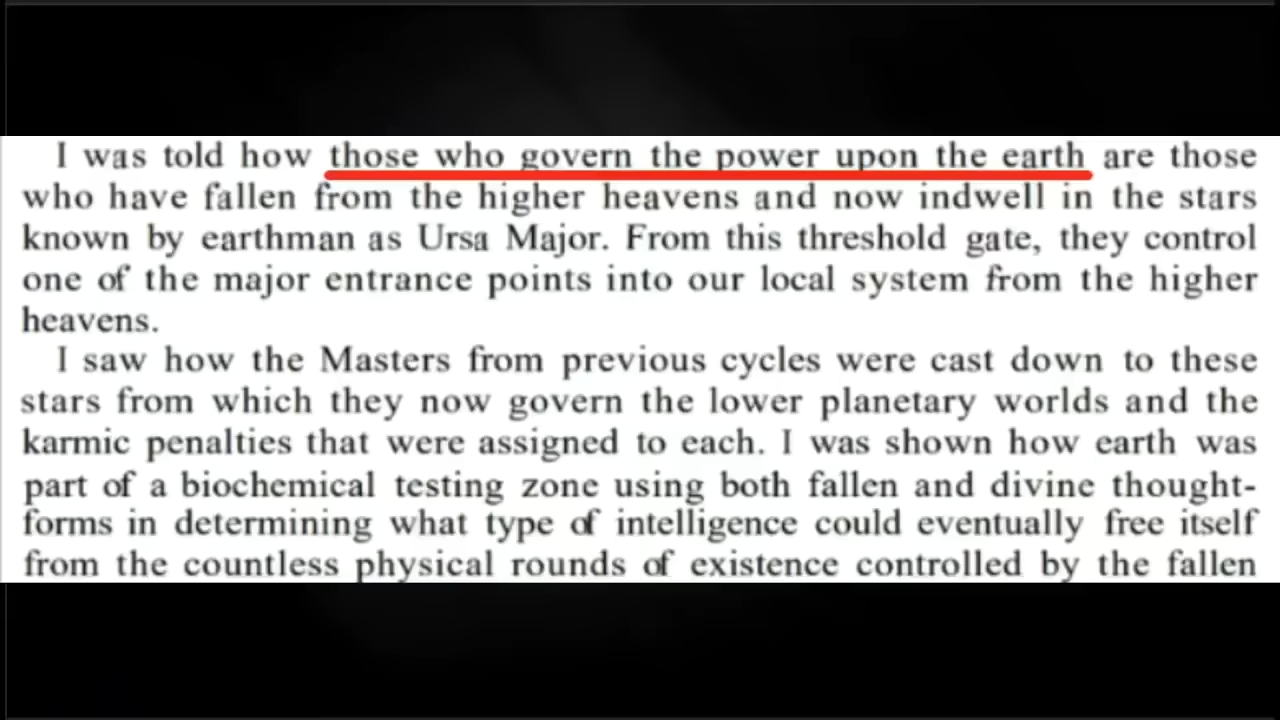 I was told how those who govern the power upon the earth are those
who have fallen from the higher heavens and now indwell in the stars
known by earthman as Ursa Major. From this threshold gate, they control
one of the major entrance points into our local system from the higher
heavens.
I saw how the Masters from previous cycles were cast down to these
stars from which they now govern the lower planetary worlds and the
karmic penalties that were assigned to each. I was shown how earth was
part of a biochemical testing zone using both fallen and divine thought-
forms in determining what type of intelligence could eventually free itself
from the countless physical rounds of existence controlled by the fallen